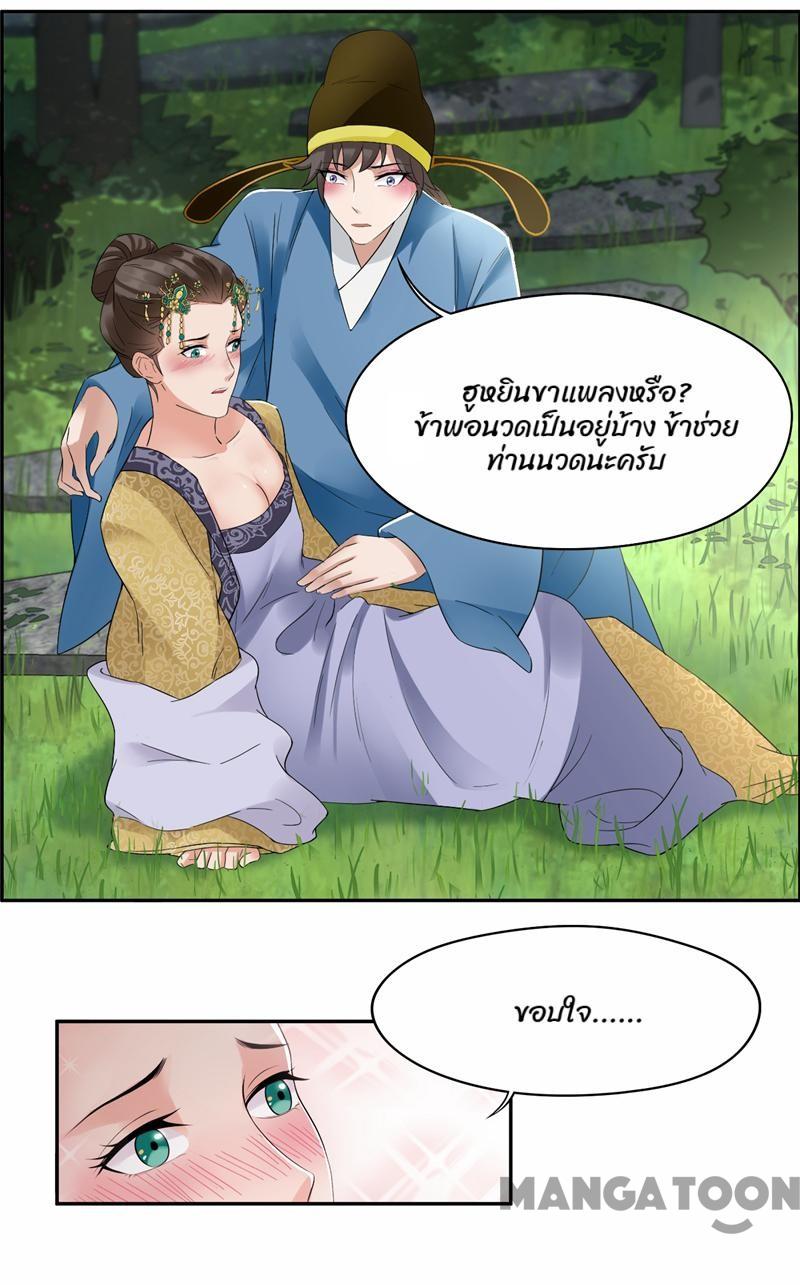 ฮูหยินขาแพลงหรือ?
ข้าพอนวดเป็นอยู่บ้าง ข้าช่วย
ท่านนวดนะครับ
ขอบใจ......
MANGATOON